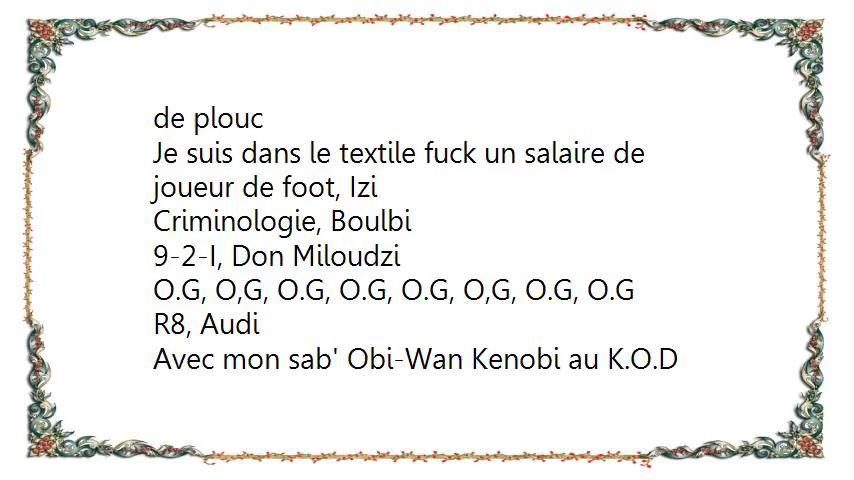 de plouc
Je suis dans le textile fuck un salaire de
joueur de foot, Izi
Criminologie, Boulbi
9-2-I, Don Miloudzi
O.G, O,G, O.G, O.G, O.G, O,G, O.G, O.G
R8, Audi
Avec mon sab' Obi-Wan Kenobi au K.O.D